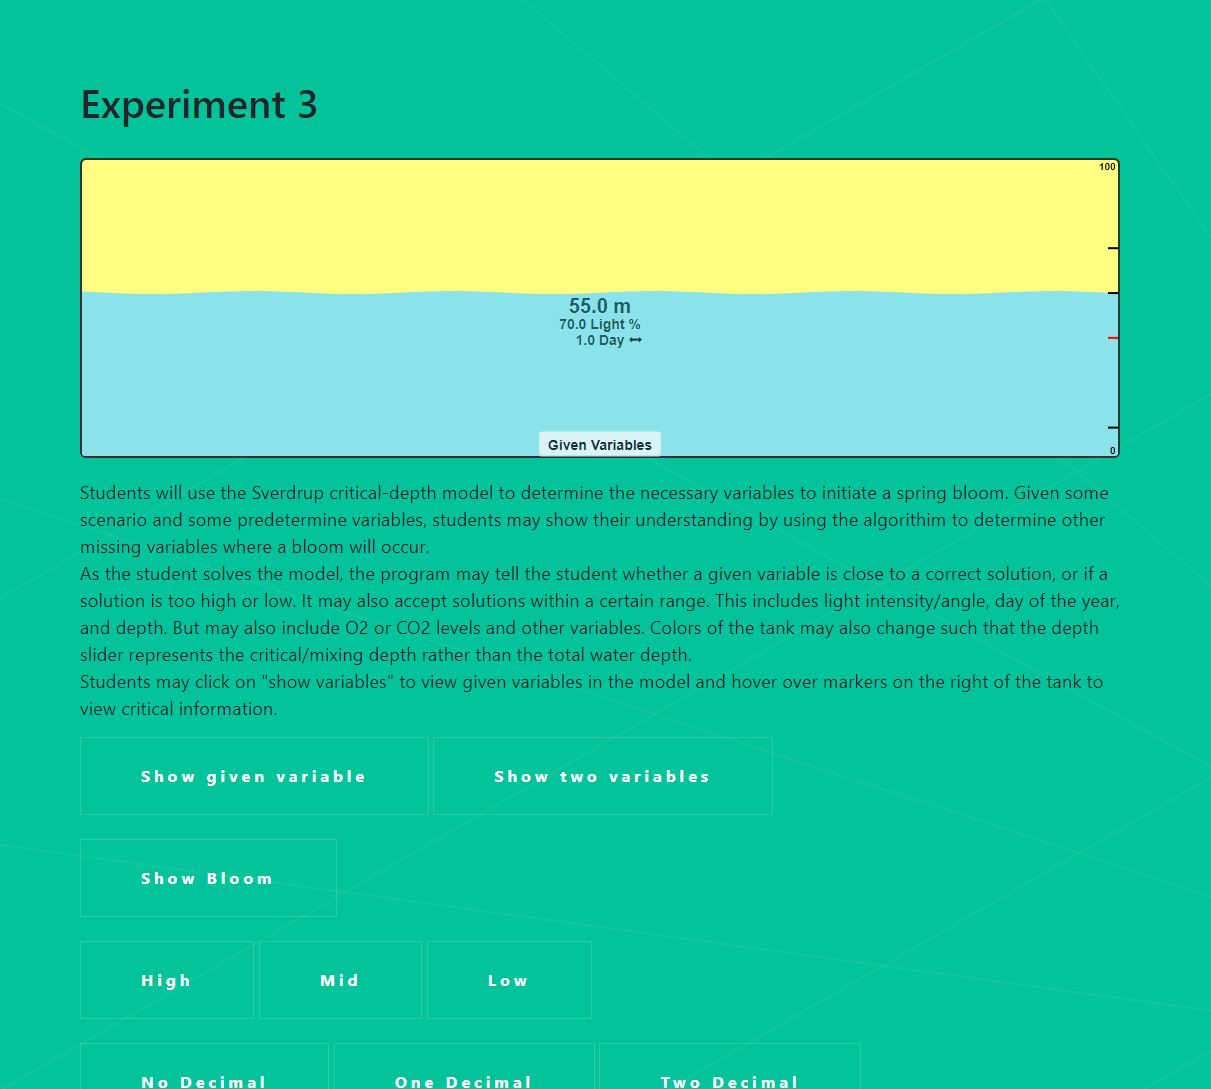 Experiment 3
100
55.0 m
70.0 Light %
1.0 Day ↔
Given Variables
0
Students will use the Sverdrup critical-depth model to determine the necessary variables to initiate a spring bloom. Given some
scenario and some predetermine variables, students may show their understanding by using the algorithim to determine other
missing variables where a bloom will occur.
As the student solves the model, the program may tell the student whether a given variable is close to a correct solution, or if a
solution is too high or low. It may also accept solutions within a certain range. This includes light intensity/angle, day of the year,
and depth. But may also include O2 or CO2 levels and other variables. Colors of the tank may also change such that the depth
slider represents the critical/mixing depth rather than the total water depth.
Students may click on "show variables" to view given variables in the model and hover over markers on the right of the tank to
view critical information.
Show given variable Show two variables
Show Bloom
High Mid Low
No Decimal One Decimal Two Decimal